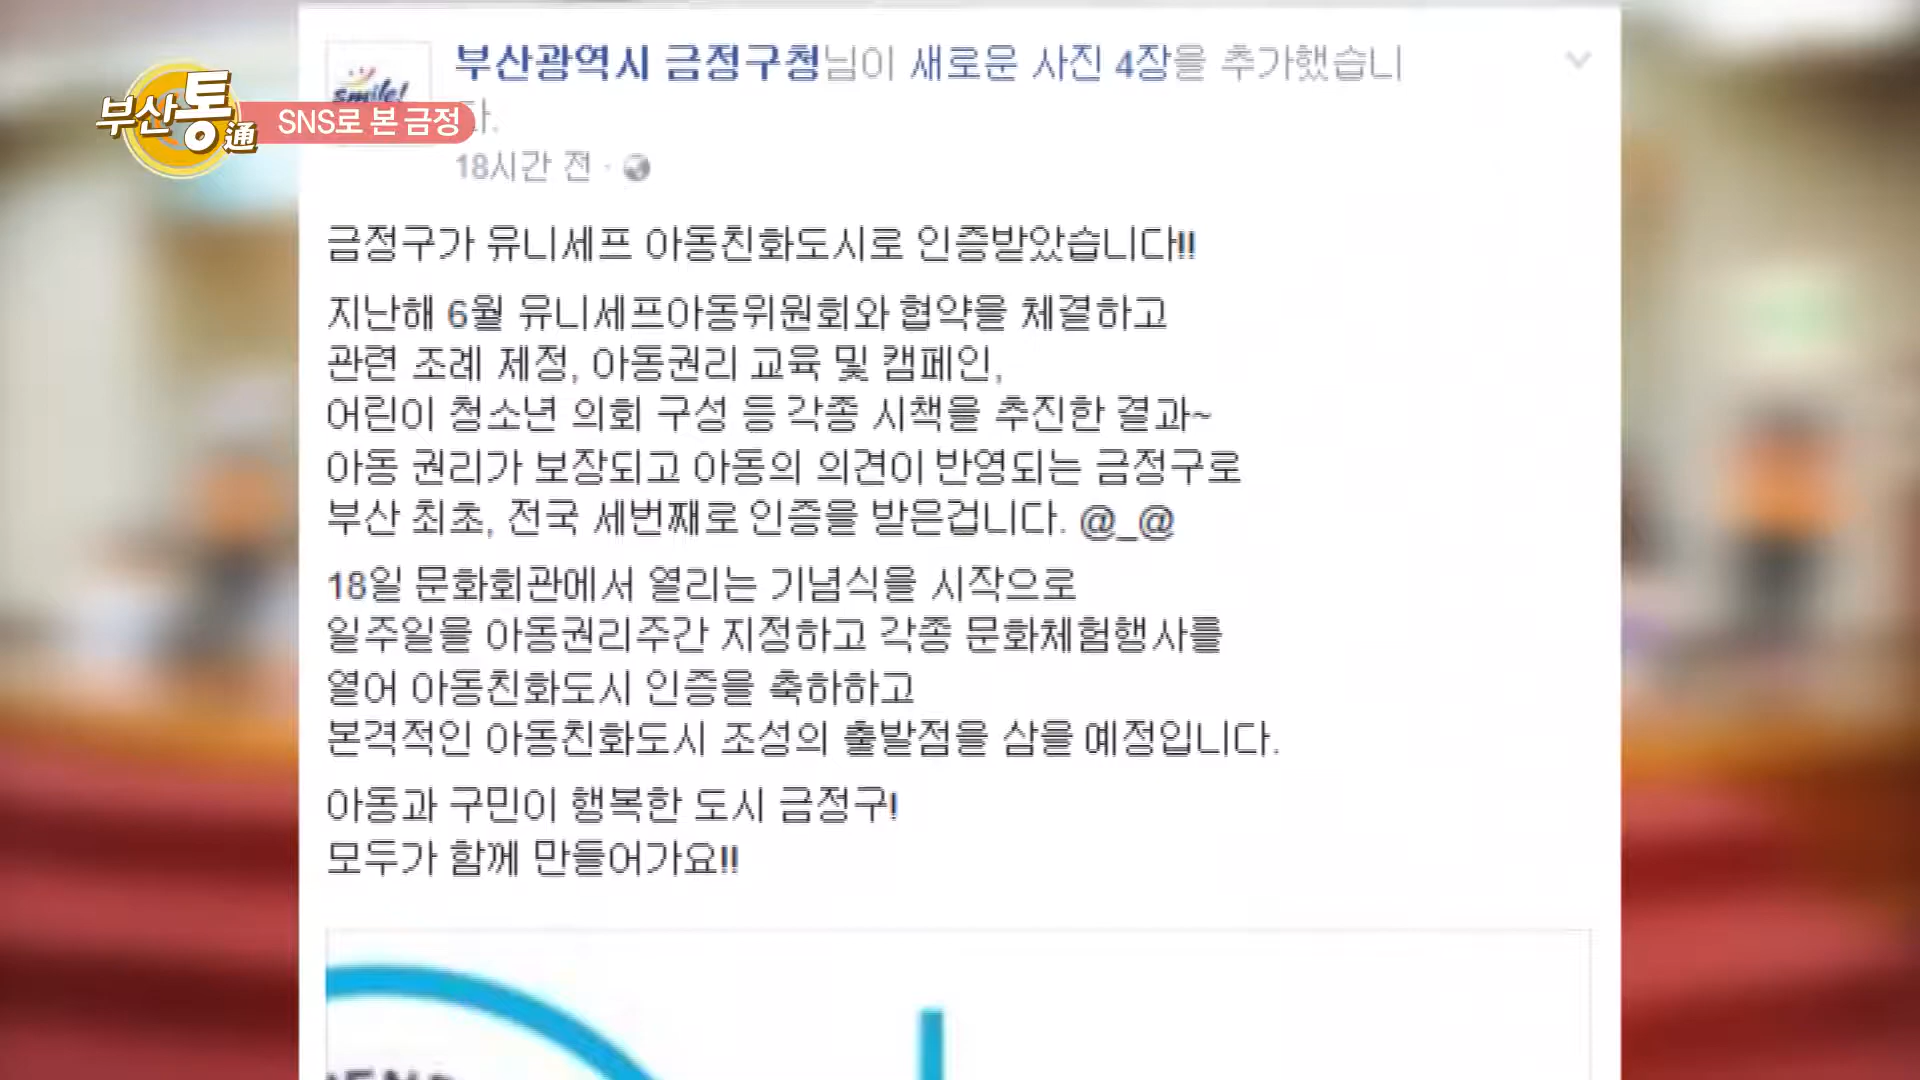 부산광역시 금정구청님이 새로운 사진 4장을 추가했습니
다.
smile!
부산통通
SNS로 본 금정
18시간 전 ·
금정구가 유니세프 아동친화도시로 인증받았습니다!!
지난해 6월 유니세프아동위원회와 협약을 체결하고
관련 조례 제정, 아동권리 교육 및 캠페인,
어린이 청소년 의회 구성 등 각종 시책을 추진한 결과~
아동 권리가 보장되고 아동의 의견이 반영되는 금정구로
부산 최초, 전국 세번째로 인증을 받은겁니다. @_@
18일 문화회관에서 열리는 기념식을 시작으로
일주일을 아동권리주간 지정하고 각종 문화체험행사를
열어 아동친화도시 인증을 축하하고
본격적인 아동친화도시 조성의 출발점을 삼을 예정입니다.
아동과 구민이 행복한 도시 금정구!
모두가 함께 만들어가요!!